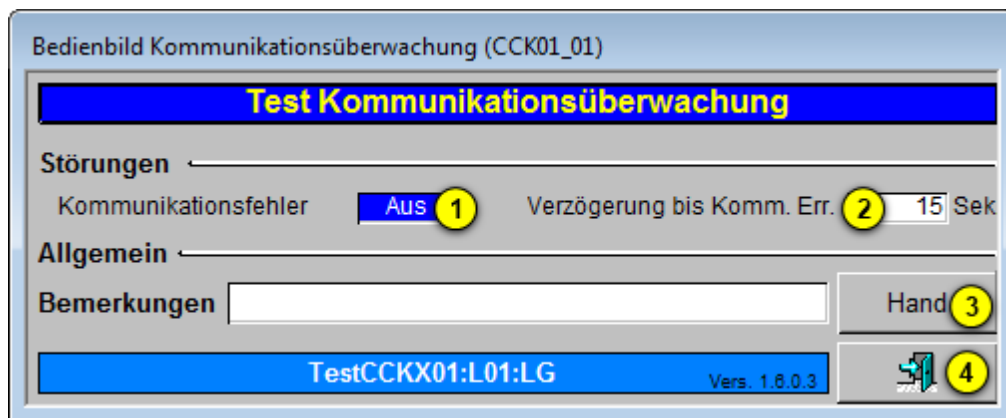 Bedienbild Kommunikationsüberwachung (CCK01_01)
Test Kommunikationsüberwachung
Störungen
Kommunikationsfehler Aus 1 Verzögerung bis Komm. Err. 2 15 Sek
Allgemein
Bemerkungen Hand 3
TestCCKX01:L01:LG Vers. 1.6.0.3 4